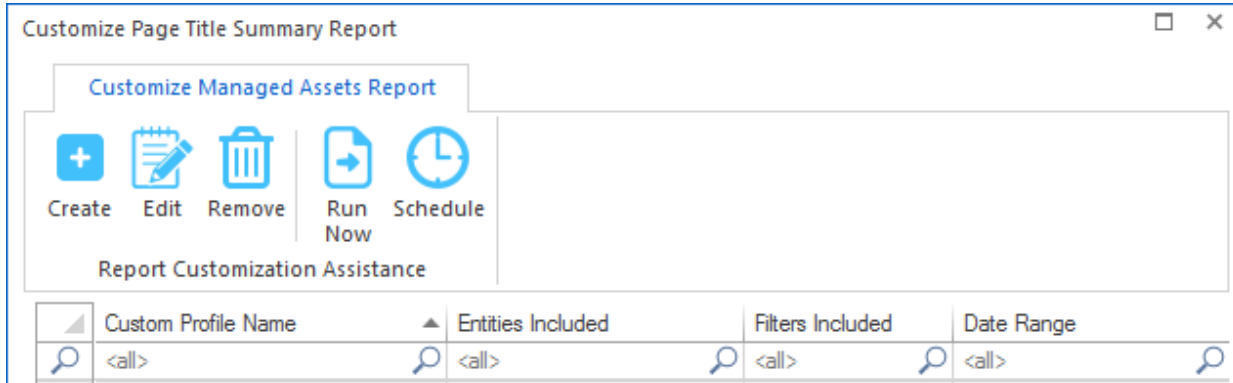 Customize Page Title Summary Report
Customize Managed Assets Report
Create Edit Remove Run Now Schedule
Report Customization Assistance
Custom Profile Name Entities Included Filters Included Date Range
<all> <all> <all> <all>